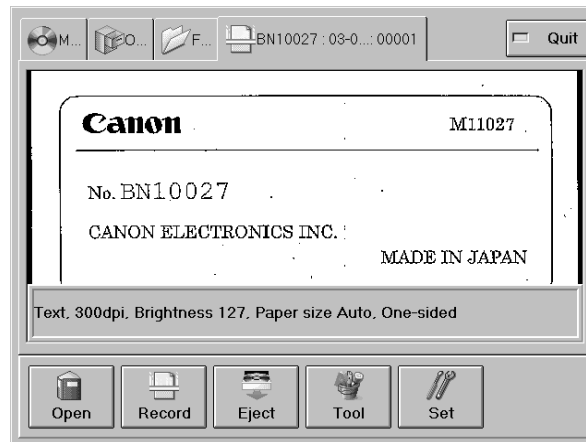 M... O... F... BN10027 : 03-0...: 00001 Quit
Canon M11027
No. BN10027
CANON ELECTRONICS INC.
MADE IN JAPAN
Text, 300dpi, Brightness 127, Paper size Auto, One-sided
Open Record Eject Tool Set